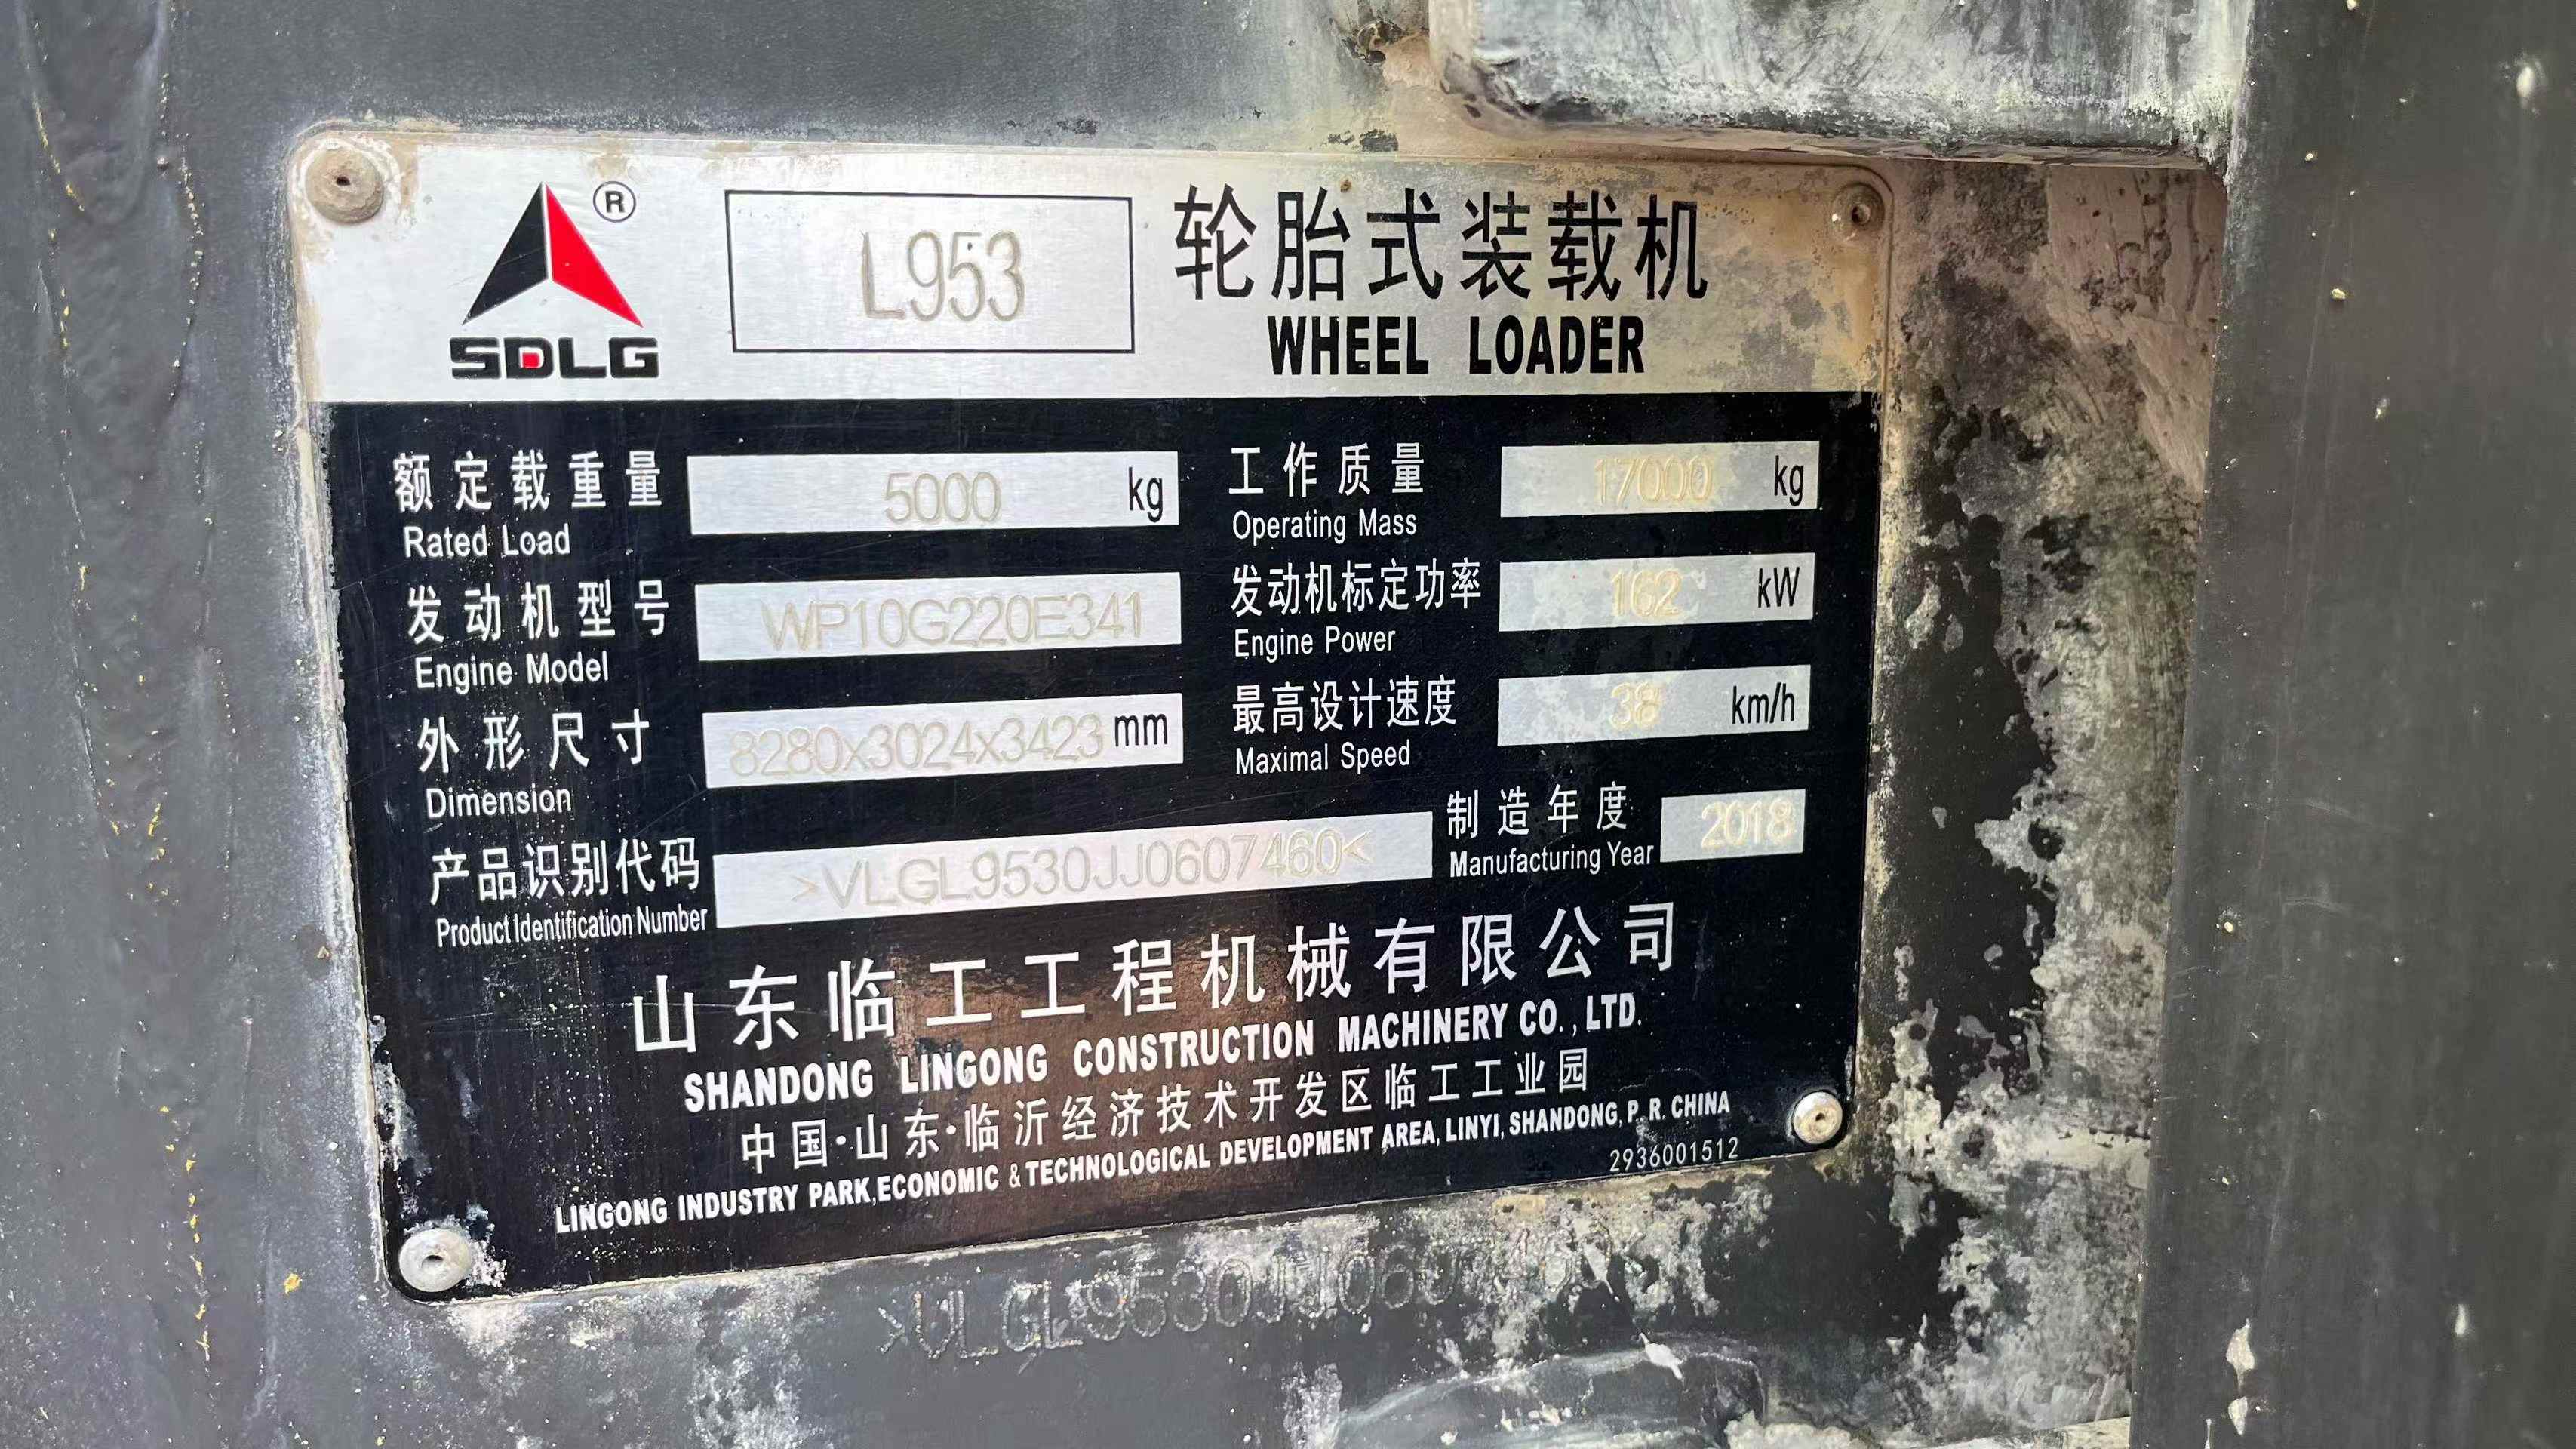 SDLG ®
L953
轮胎式装载机
WHEEL LOADER
额定载重量 5000 kg 工作质量 17000 kg
Rated Load Operating Mass
发动机型号 WP10G220E341 发动机标定功率 162 kW
Engine Model Engine Power
外形尺寸 8280x3024x3423 mm 最高设计速度 38 km/h
Dimension Maximal Speed
产品识别代码 >VLGL9530JJ0607460< 制造年度 2018
Product Identification Number Manufacturing Year
山东临工工程机械有限公司
SHANDONG LINGONG CONSTRUCTION MACHINERY CO., LTD.
中国·山东·临沂经济技术开发区临工工业园
LINGONG INDUSTRY PARK,ECONOMIC & TECHNOLOGICAL DEVELOPMENT AREA, LINYI, SHANDONG, P. R. CHINA
2936001512